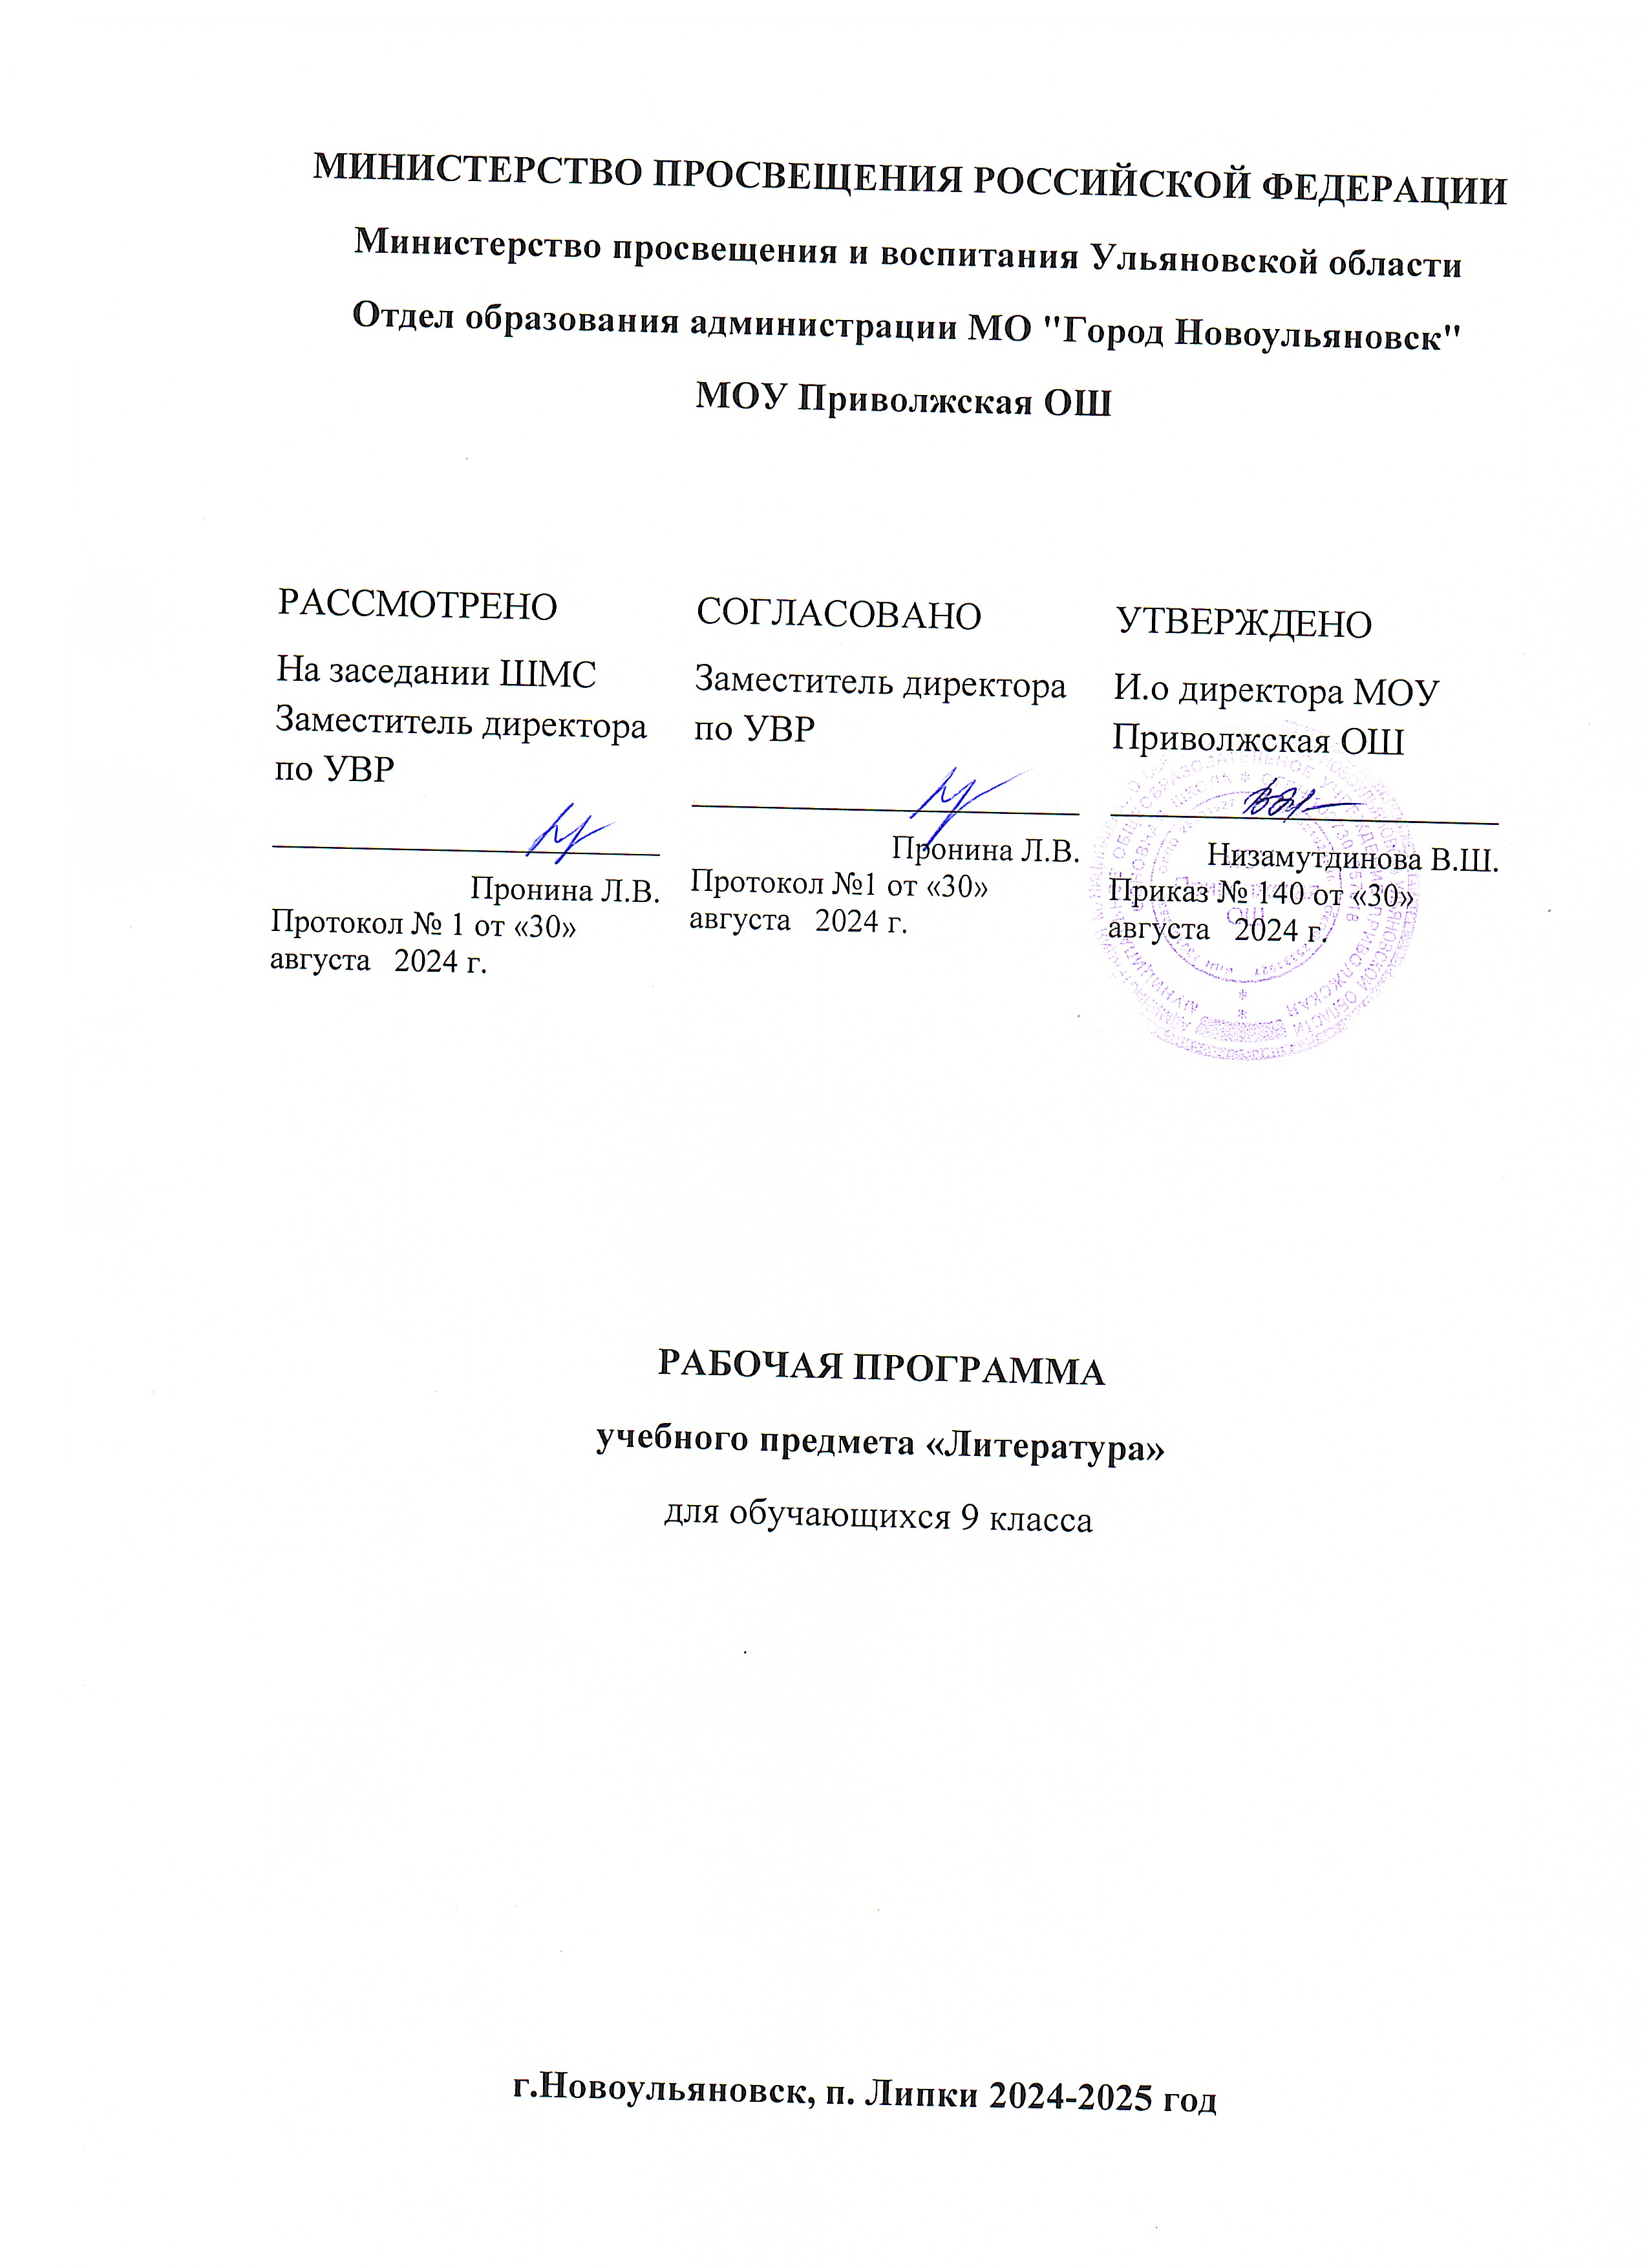 МИНИСТЕРСТВО ПРОСВЕЩЕНИЯ РОССИЙСКОЙ ФЕДЕРАЦИИ
Министерство просвещения и воспитания Ульяновской области
Отдел образования администрации МО "Город Новоульяновск"
МОУ Приволжская ОШ
РАССМОТРЕНО
На заседании ШМС
Заместитель директора
по УВР
Пронина Л.В.
Протокол № 1 от «30»
августа 2024 г.
СОГЛАСОВАНО
Заместитель директора
по УВР
Пронина Л.В.
Протокол №1 от «30»
августа 2024 г.
УТВЕРЖДЕНО
И.о директора МОУ
Приволжская ОШ
Низамутдинова В.Ш.
Приказ № 140 от «30»
августа 2024 г.
РАБОЧАЯ ПРОГРАММА
учебного предмета «Литература»
для обучающихся 9 класса
г.Новоульяновск, п. Липки 2024-2025 год